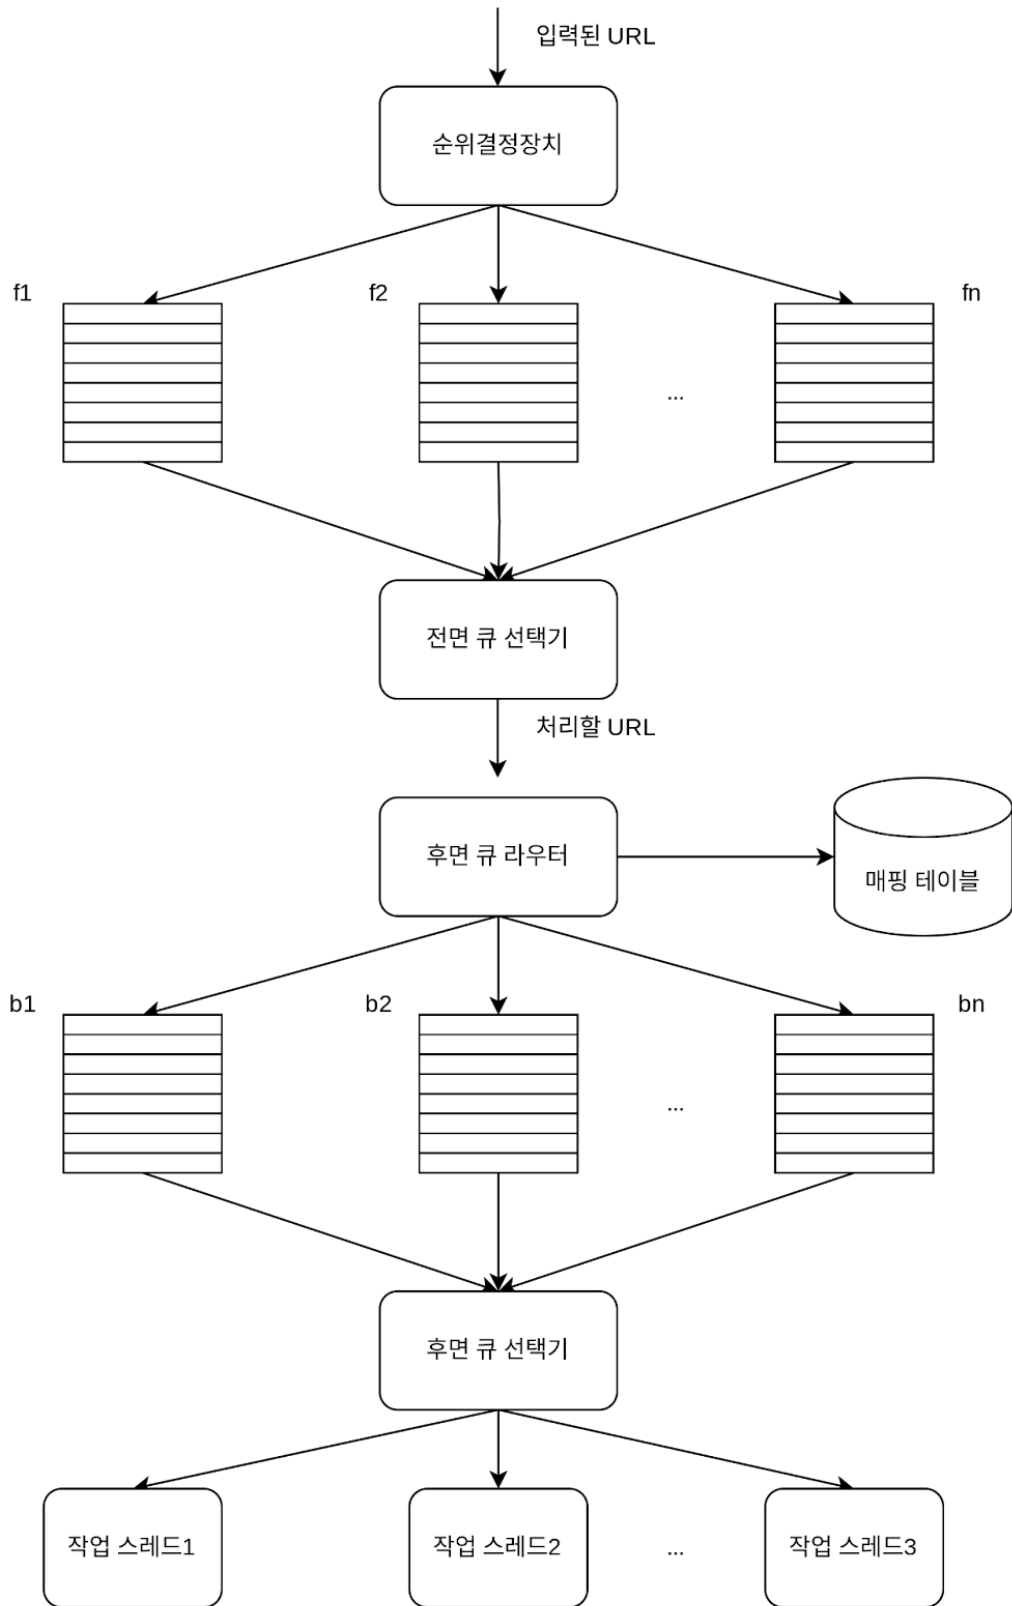 입력된 URL
순위결정장치
f1
f2
fn
...
전면 큐 선택기
처리할 URL
후면 큐 라우터
매핑 테이블
b1
b2
bn
...
후면 큐 선택기
작업 스레드1
작업 스레드2
...
작업 스레드3